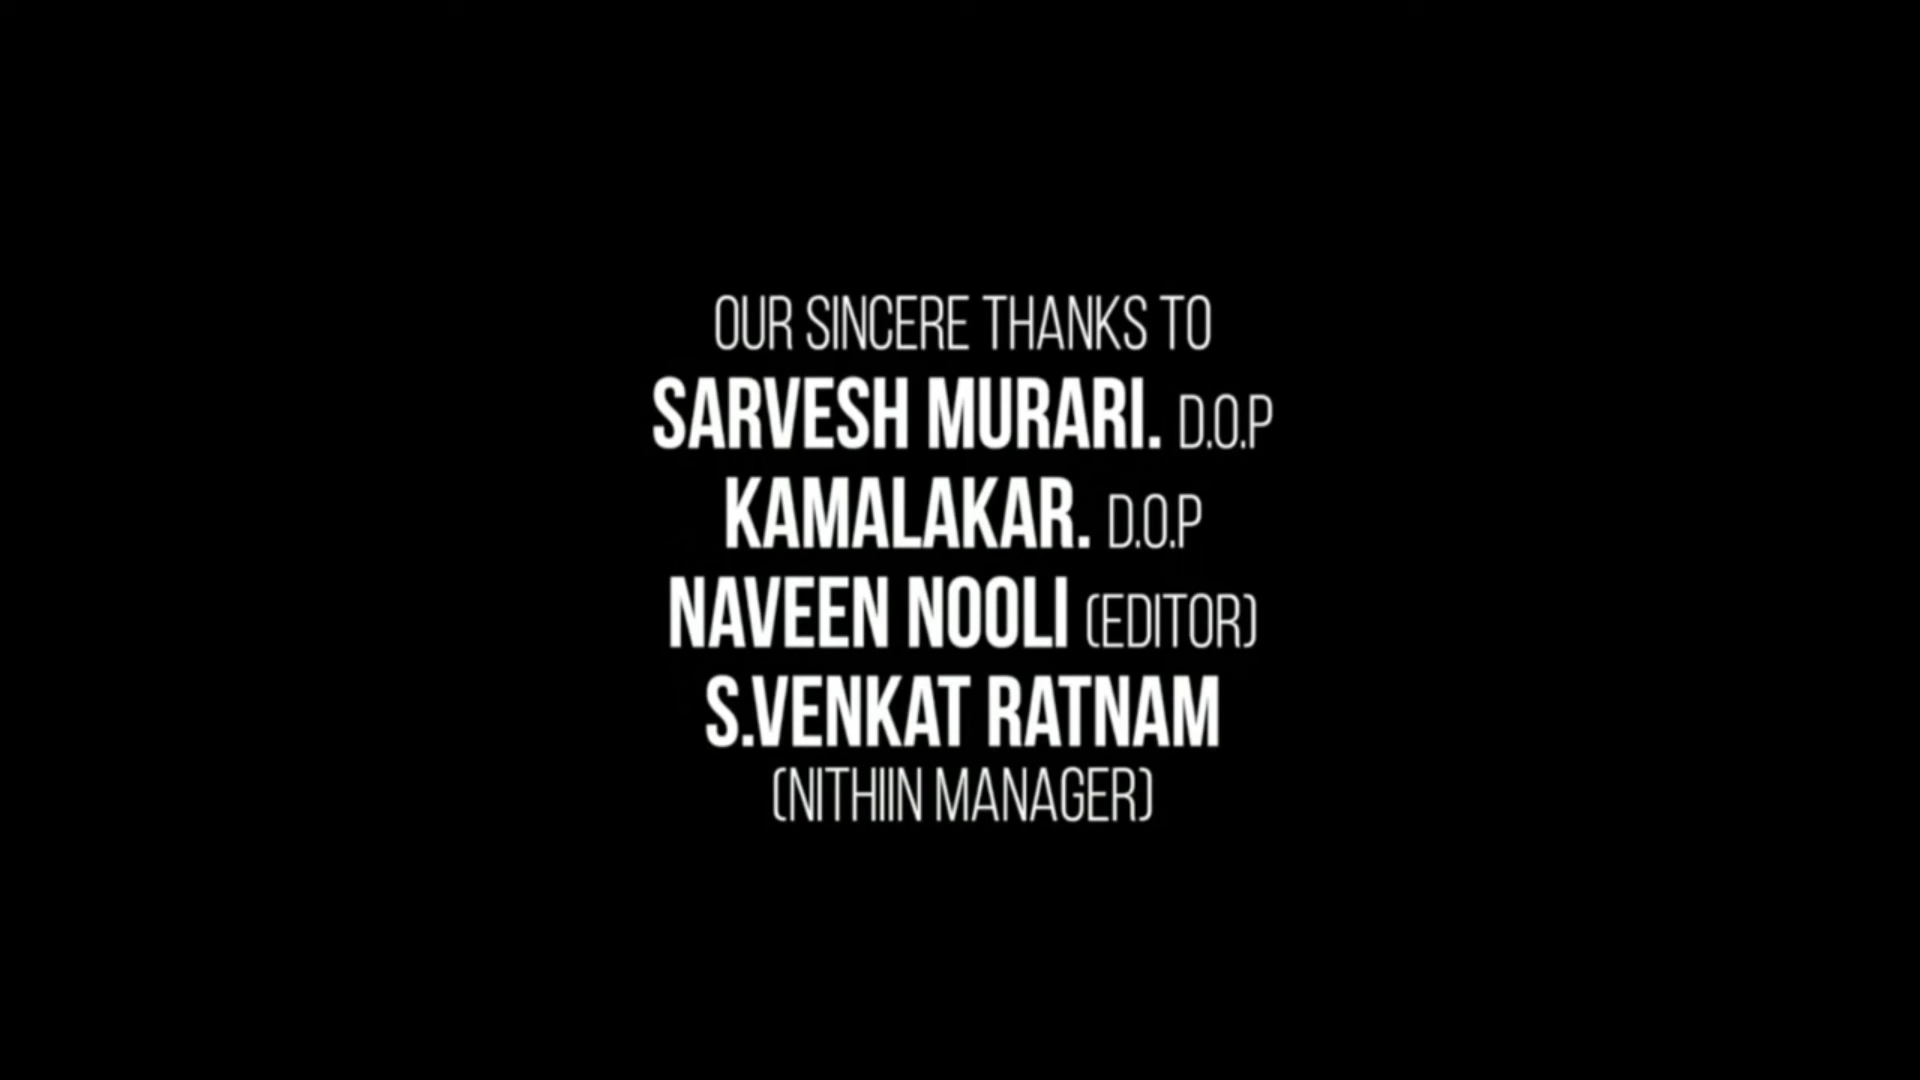 OUR SINCERE THANKS TO
SARVESH MURARI. D.O.P
KAMALAKAR. D.O.P
NAVEEN NOOLI (EDITOR)
S.VENKAT RATNAM
(NITHIIN MANAGER)